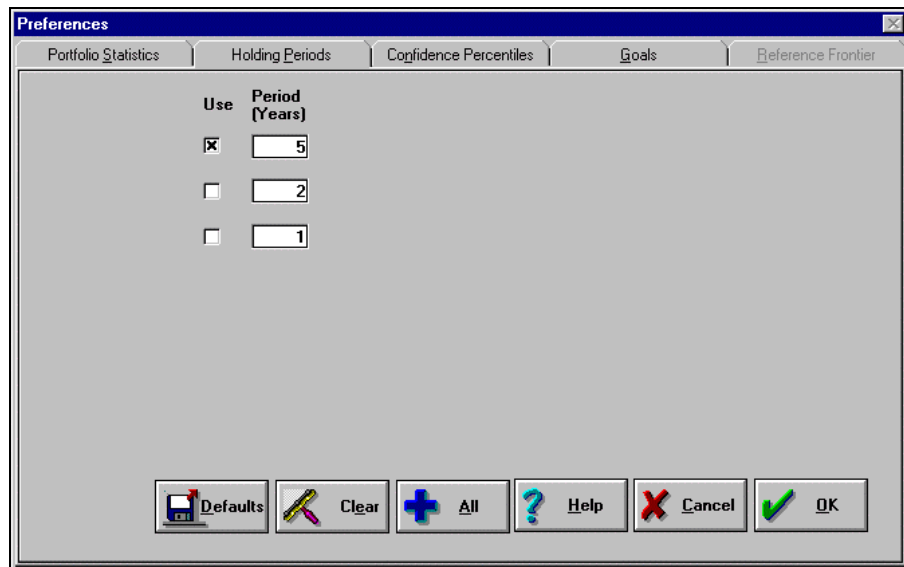 Preferences
Portfolio Statistics Holding Periods Confidence Percentiles Goals Reference Frontier
Use Period (Years)
5
2
1
Defaults Clear All Help Cancel OK